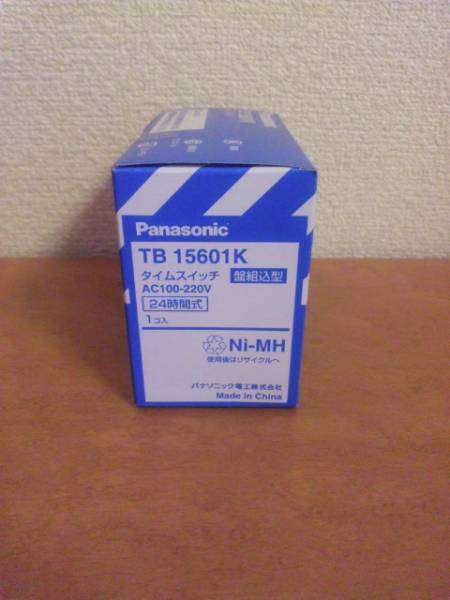 Panasonic
TB 15601K
タイムスイッチ 盤組込型
AC100-220V
24時間式
1コ入
Ni-MH
使用後はリサイクルへ
パナソニック電工株式会社
Made in China